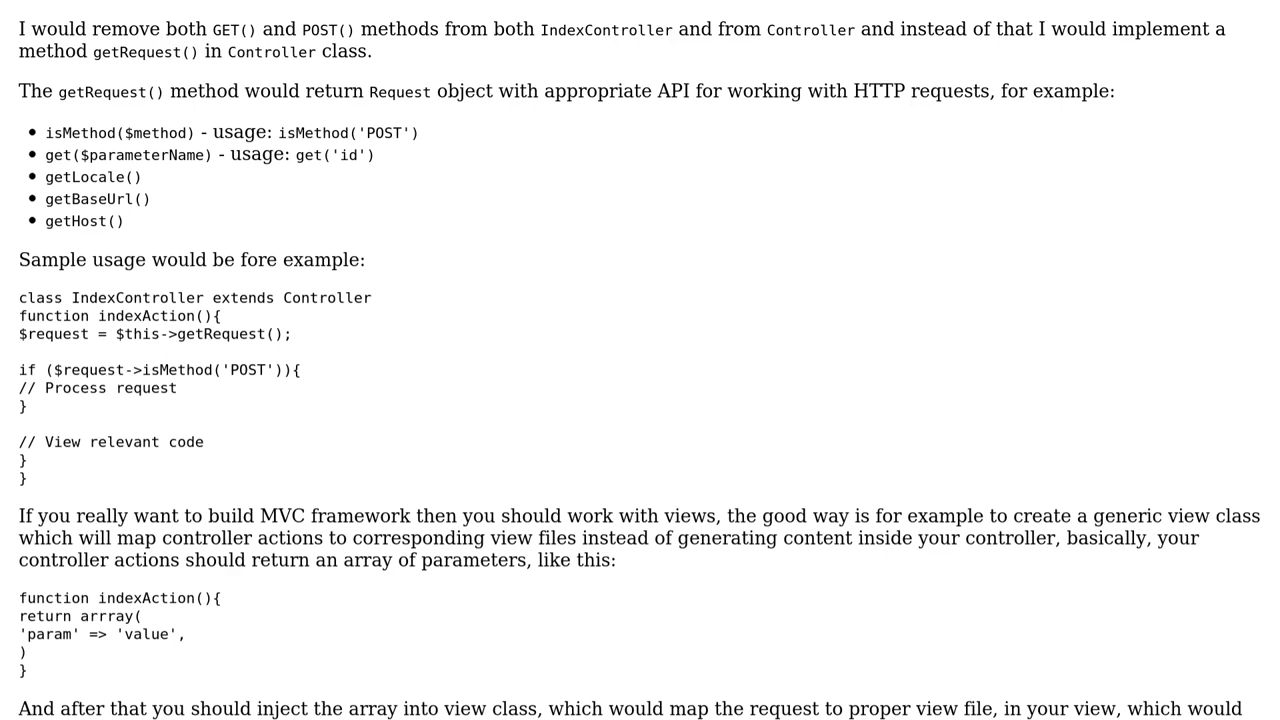 I would remove both GET() and POST() methods from both IndexController and from Controller and instead of that I would implement a
method getRequest() in Controller class.
The getRequest() method would return Request object with appropriate API for working with HTTP requests, for example:
• isMethod($method) - usage: isMethod('POST')
• get($parameterName) - usage: get('id')
• getLocale()
• getBaseUrl()
• getHost()
Sample usage would be fore example:
class IndexController extends Controller
function indexAction(){
$request = $this->getRequest();
if ($request->isMethod('POST')){
// Process request
}
// View relevant code
}
}
If you really want to build MVC framework then you should work with views, the good way is for example to create a generic view class
which will map controller actions to corresponding view files instead of generating content inside your controller, basically, your
controller actions should return an array of parameters, like this:
function indexAction(){
return arrray(
'param' => 'value',
)
}
And after that you should inject the array into view class, which would map the request to proper view file, in your view, which would